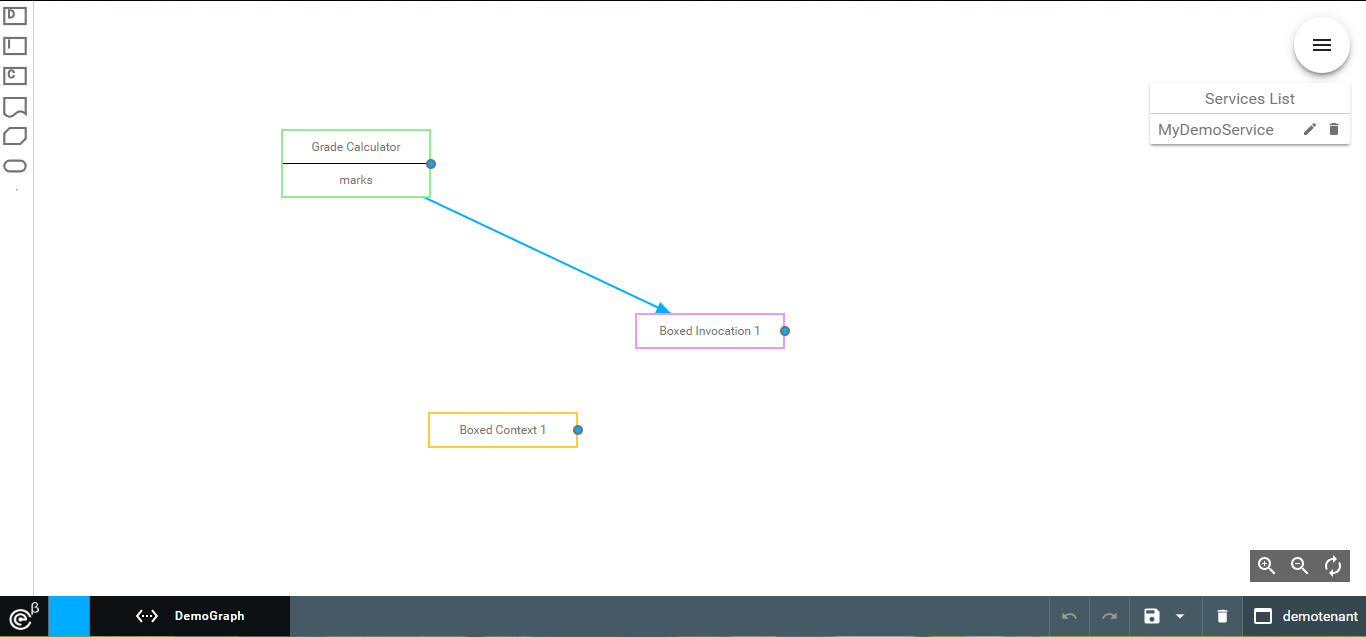 D
I
C
Services List
MyDemoService
Grade Calculator
marks
Boxed Invocation 1
Boxed Context 1
e β
DemoGraph
demotenant